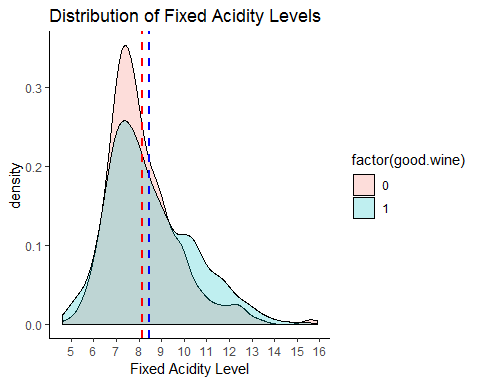 Distribution of Fixed Acidity Levels
0.3
0.2
0.1
0.0
density
5 6 7 8 9 10 11 12 13 14 15 16
Fixed Acidity Level
factor(good.wine)
0
1